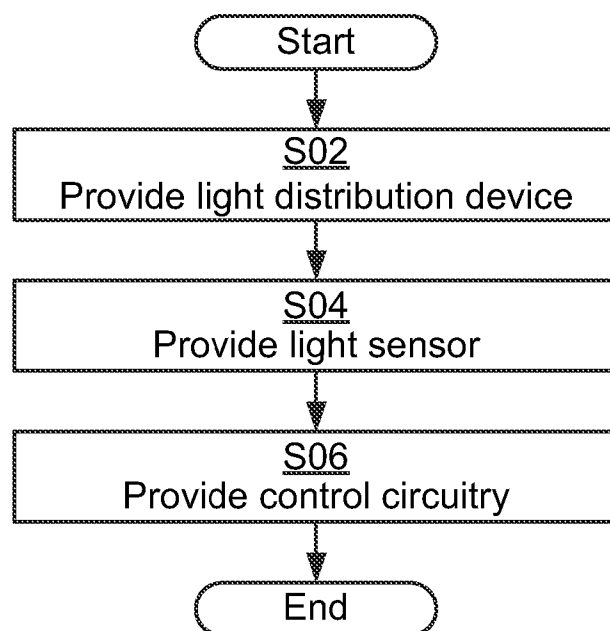 Start
S02
Provide light distribution device
S04
Provide light sensor
S06
Provide control circuitry
End